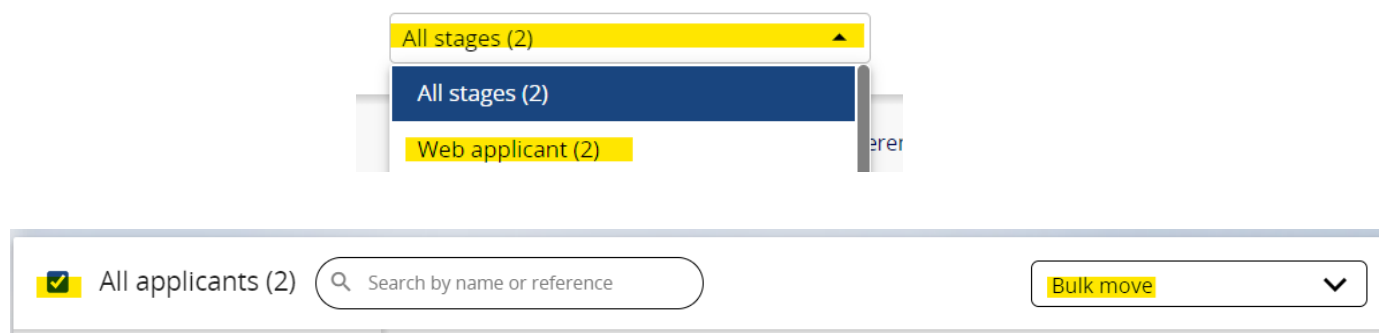 All stages (2)
All stages (2)
Web applicant (2)
All applicants (2) Search by name or reference Bulk move